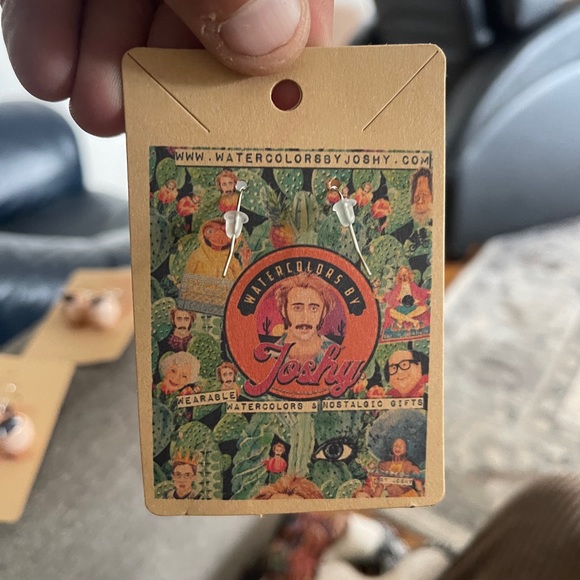 WWW.WATERCOLORSBYJOSHY.COM
WATERCOLORS BY
Joshy
WEARABLE
WATERCOLORS & NOSTALGIC GIFTS